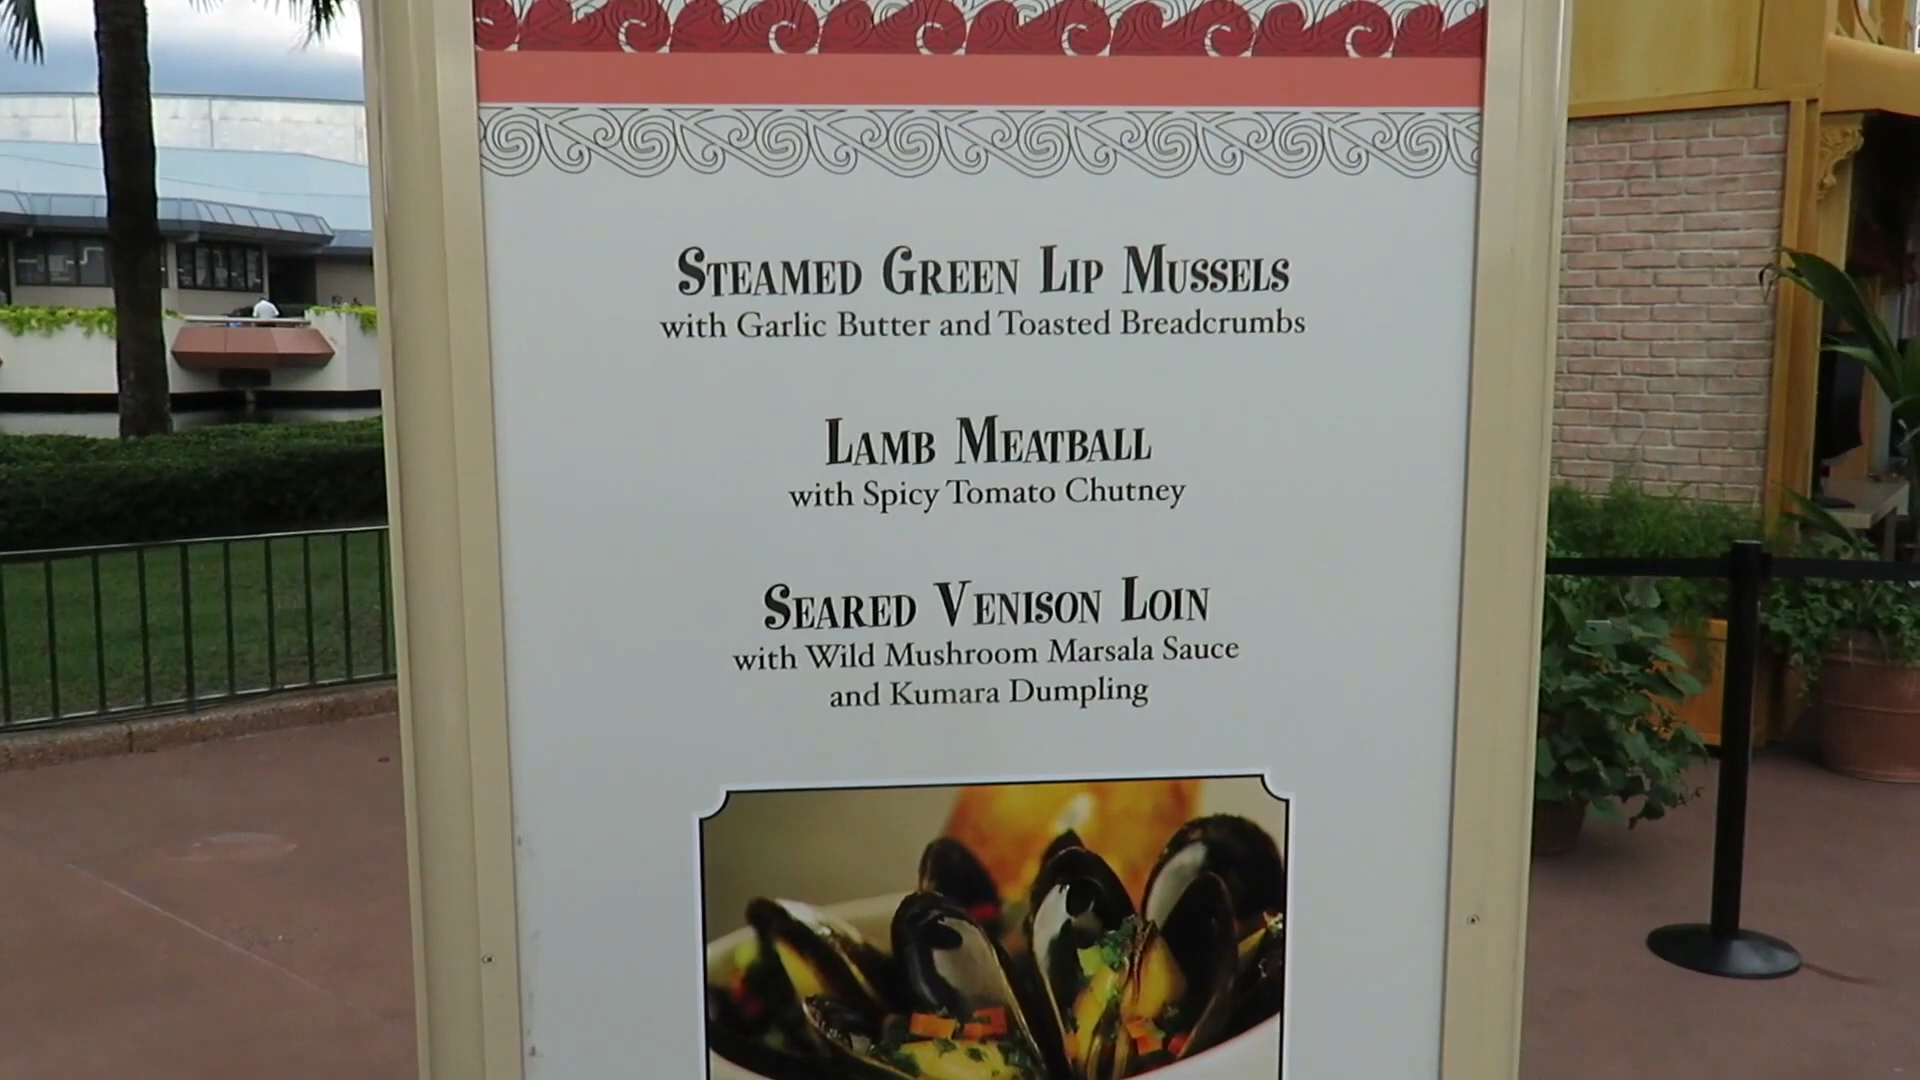 Steamed Green Lip Mussels
with Garlic Butter and Toasted Breadcrumbs
Lamb Meatball
with Spicy Tomato Chutney
Seared Venison Loin
with Wild Mushroom Marsala Sauce
and Kumara Dumpling